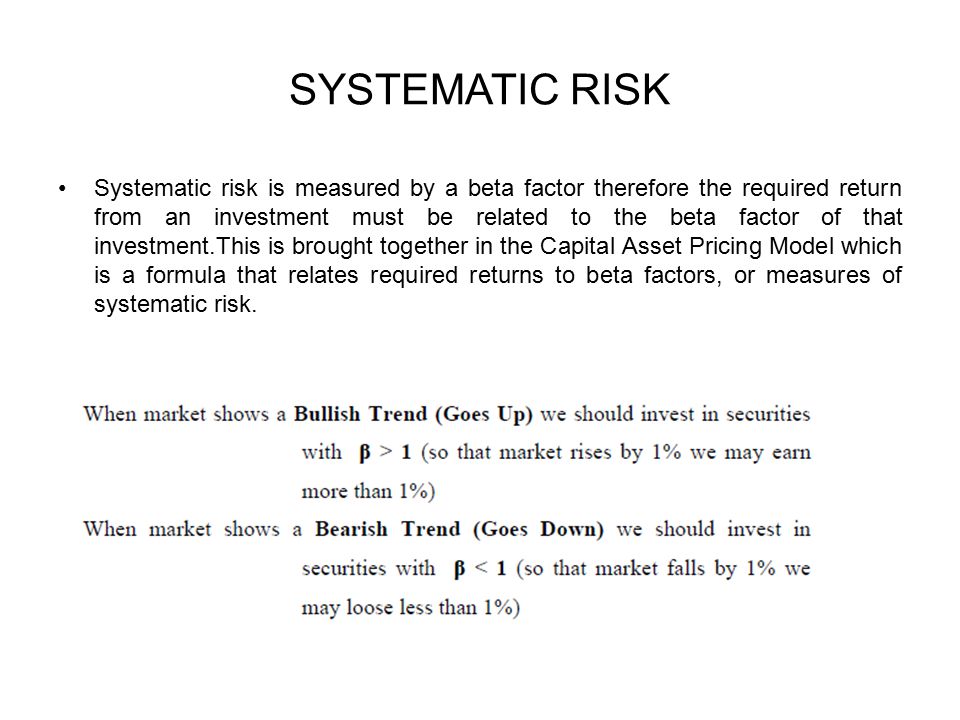 SYSTEMATIC RISK
• Systematic risk is measured by a beta factor therefore the required return
from an investment must be related to the beta factor of that
investment.This is brought together in the Capital Asset Pricing Model which
is a formula that relates required returns to beta factors, or measures of
systematic risk.
When market shows a Bullish Trend (Goes Up) we should invest in securities
with β > 1 (so that market rises by 1% we may earn
more than 1%)
When market shows a Bearish Trend (Goes Down) we should invest in
securities with β < 1 (so that market falls by 1% we
may loose less than 1%)